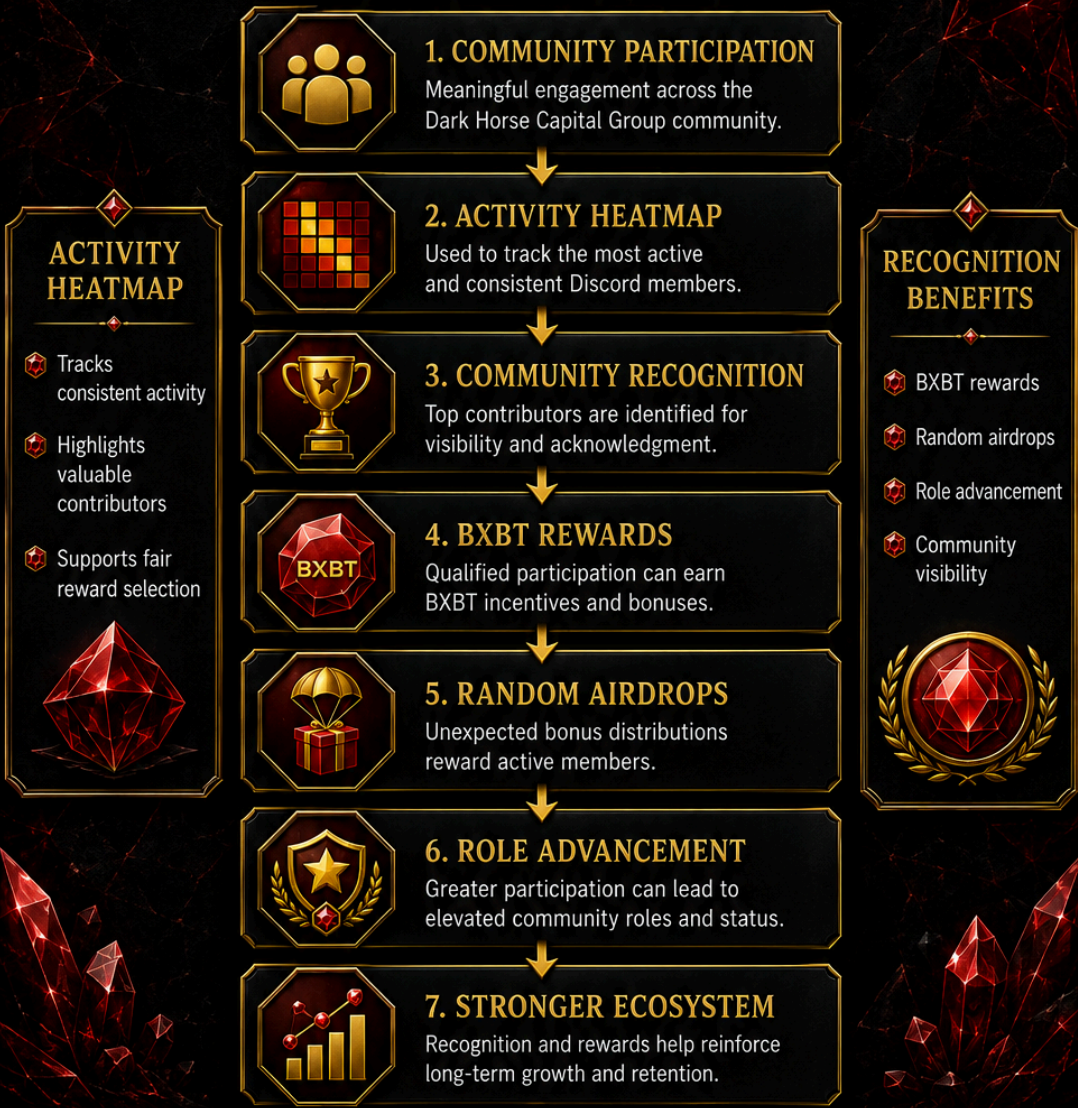 1. COMMUNITY PARTICIPATION
Meaningful engagement across the
Dark Horse Capital Group community.
2. ACTIVITY HEATMAP
Used to track the most active
and consistent Discord members.
3. COMMUNITY RECOGNITION
Top contributors are identified for
visibility and acknowledgment.
4. BXBT REWARDS
BXBT
Qualified participation can earn
BXBT incentives and bonuses.
5. RANDOM AIRDROPS
Unexpected bonus distributions
reward active members.
6. ROLE ADVANCEMENT
Greater participation can lead to
elevated community roles and status.
7. STRONGER ECOSYSTEM
Recognition and rewards help reinforce
long-term growth and retention.
ACTIVITY
HEATMAP
Tracks
consistent activity
Highlights
valuable
contributors
Supports fair
reward selection
RECOGNITION
BENEFITS
BXBT rewards
Random airdrops
Role advancement
Community
visibility